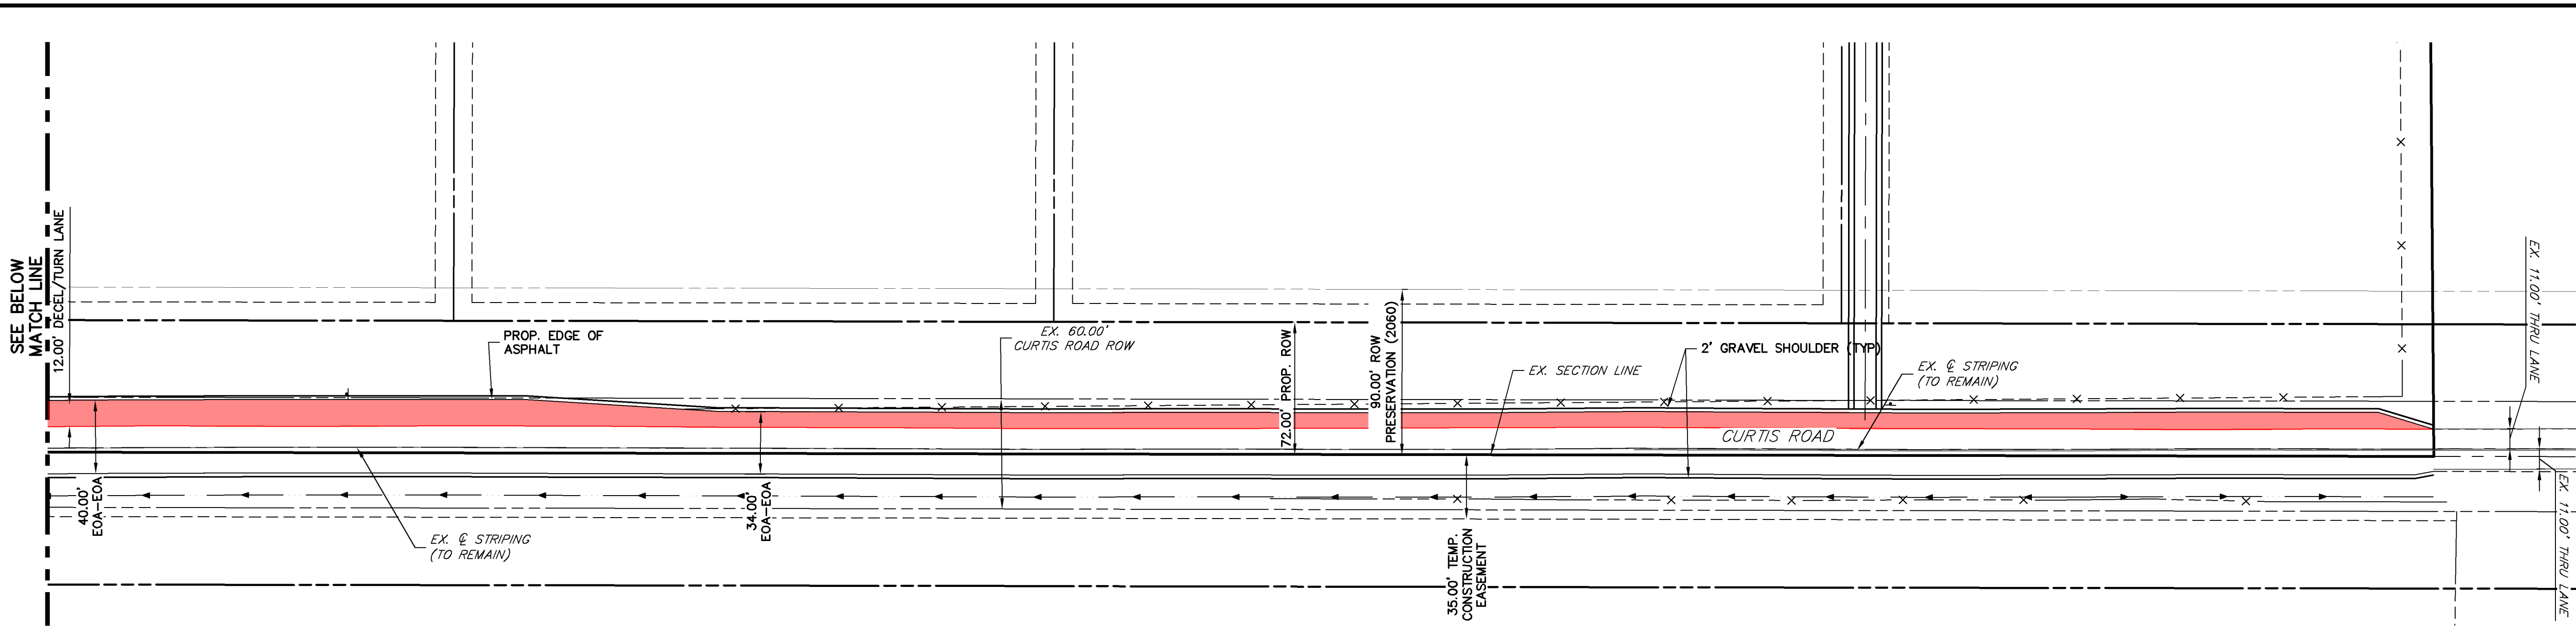 SEE BELOW
MATCH LINE
12.00' DECEL/TURN LANE
40.00'
EOA-EOA
PROP. EDGE OF
ASPHALT
EX. ℄ STRIPING
(TO REMAIN)
34.00'
EOA-EOA
EX. 60.00'
CURTIS ROAD ROW
72.00' PROP. ROW
90.00' ROW
PRESERVATION (2060)
35.00' TEMP.
CONSTRUCTION
EASEMENT
EX. SECTION LINE
2' GRAVEL SHOULDER (TYP)
CURTIS ROAD
EX. ℄ STRIPING
(TO REMAIN)
EX. 11.00' THRU LANE
EX. 11.00' THRU LANE